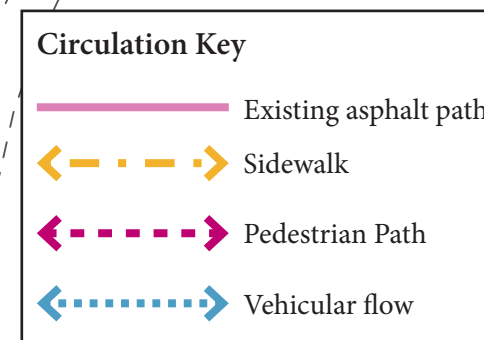 Circulation Key
Existing asphalt path
Sidewalk
Pedestrian Path
Vehicular flow